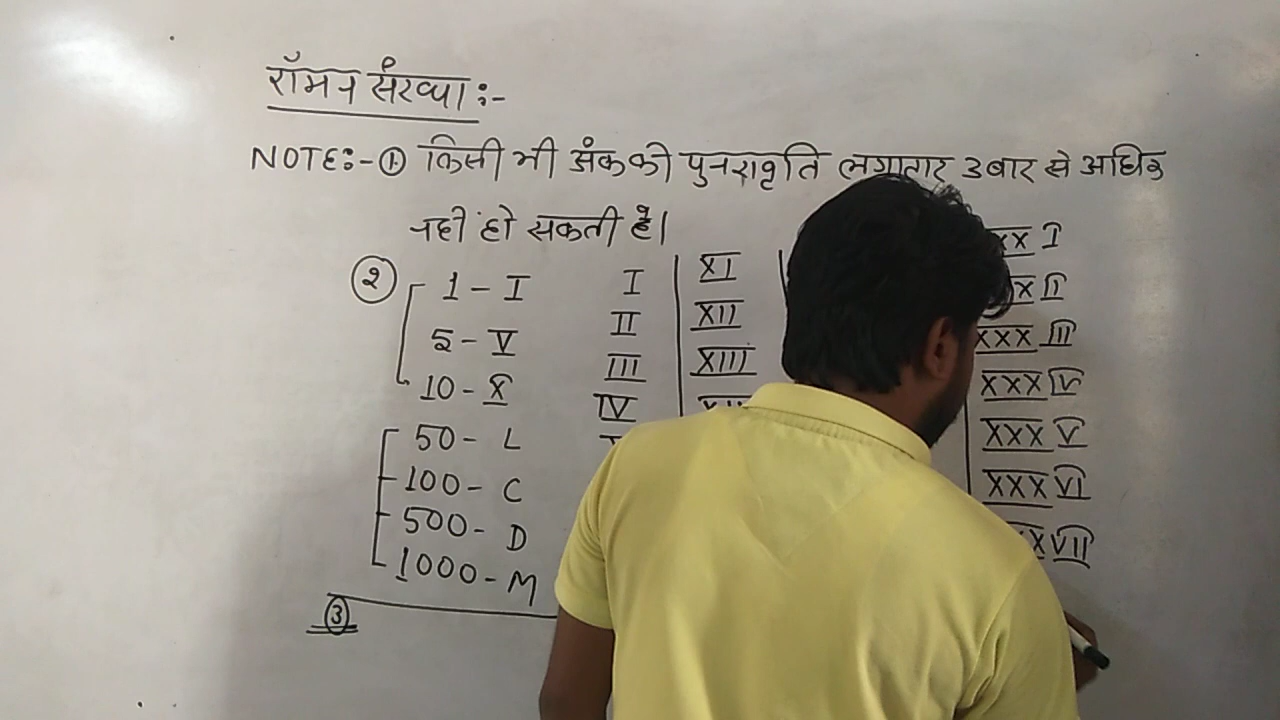 रॉमन संख्या :-
NOTE:- ① किसी भी अंक की पुनरावृति लगातार 3 बार से अधिक
नही हो सकती है।
②
1 - I
5 - V
10 - X
50 - L
100 - C
500 - D
1000 - M
③
I
II
III
IV
XI
XII
XIII
XXXIII
XXXIV
XXXV
XXXVI